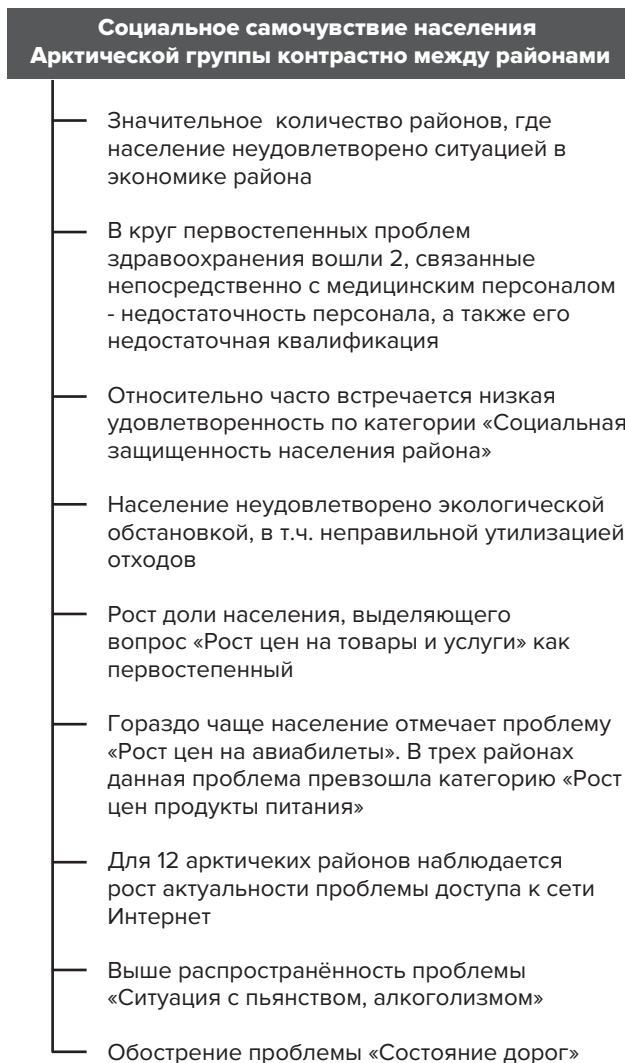 Социальное самочувствие населения
Арктической группы контрастно между районами
Значительное количество районов, где
население неудовлетворено ситуацией в
экономике района
В круг первостепенных проблем
здравоохранения вошли 2, связанные
непосредственно с медицинским персоналом
- недостаточность персонала, а также его
недостаточная квалификация
Относительно часто встречается низкая
удовлетворенность по категории «Социальная
защищенность населения района»
Население неудовлетворено экологической
обстановкой, в т.ч. неправильной утилизацией
отходов
Рост доли населения, выделяющего
вопрос «Рост цен на товары и услуги» как
первостепенный
Гораздо чаще население отмечает проблему
«Рост цен на авиабилеты». В трех районах
данная проблема превзошла категорию «Рост
цен продукты питания»
Для 12 арктичеких районов наблюдается
рост актуальности проблемы доступа к сети
Интернет
Выше распространённость проблемы
«Ситуация с пьянством, алкоголизмом»
Обострение проблемы «Состояние дорог»